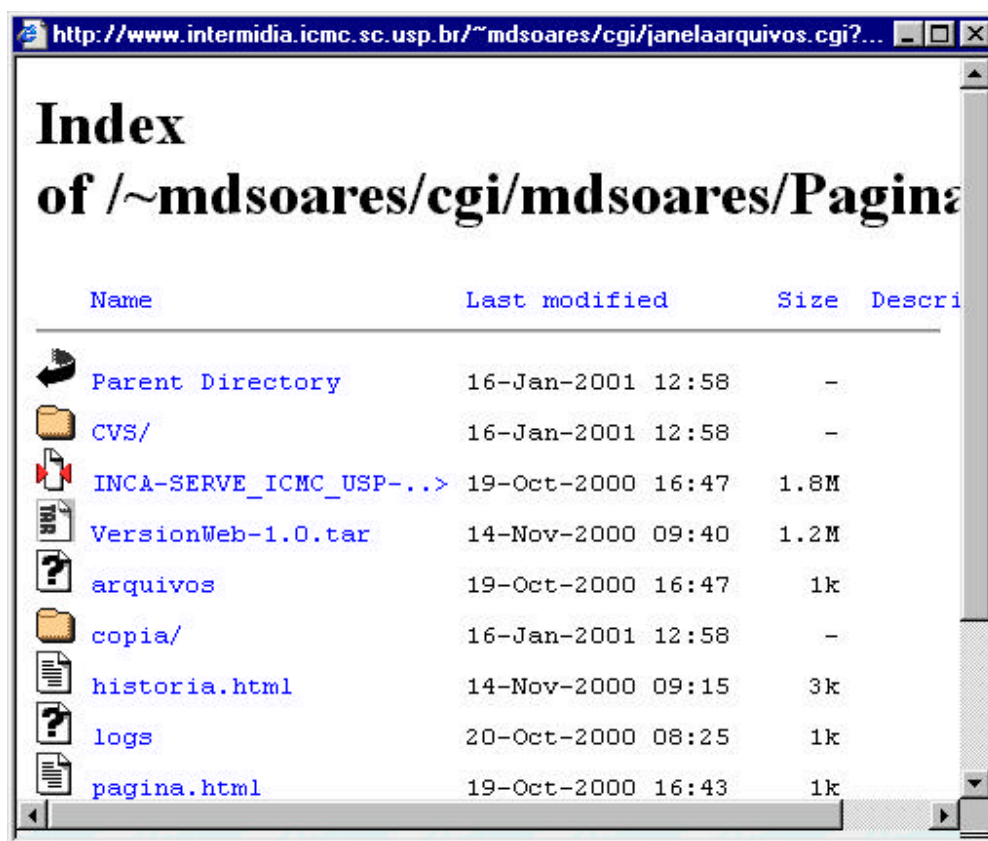 http://www.intermidia.icmc.sc.usp.br/~mdsoares/cgi/janelaarquivos.cgi?...
Index
of /~mdsoares/cgi/mdsoares/Pagina
Name Last modified Size Descri
Parent Directory 16-Jan-2001 12:58 -
CVS/ 16-Jan-2001 12:58 -
INCA-SERVE_ICMC_USP-..> 19-Oct-2000 16:47 1.8M
TAR VersionWeb-1.0.tar 14-Nov-2000 09:40 1.2M
? arquivos 19-Oct-2000 16:47 1k
copia/ 16-Jan-2001 12:58 -
historia.html 14-Nov-2000 09:15 3k
? logs 20-Oct-2000 08:25 1k
pagina.html 19-Oct-2000 16:43 1k